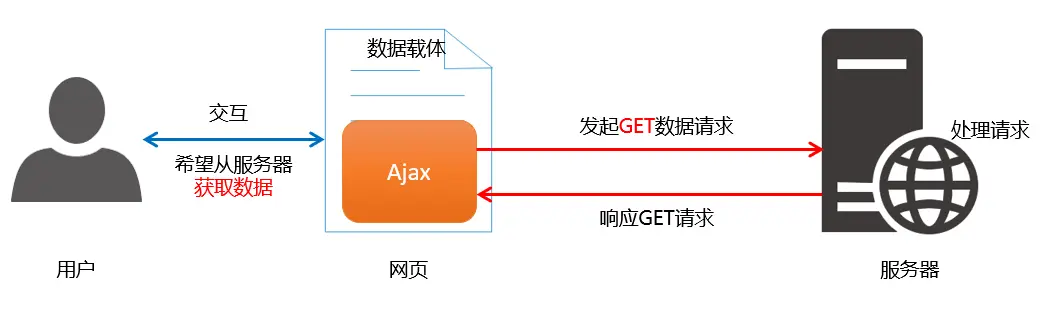 数据载体
交互
希望从服务器
获取数据
Ajax
发起GET数据请求
响应GET请求
处理请求
用户
网页
服务器